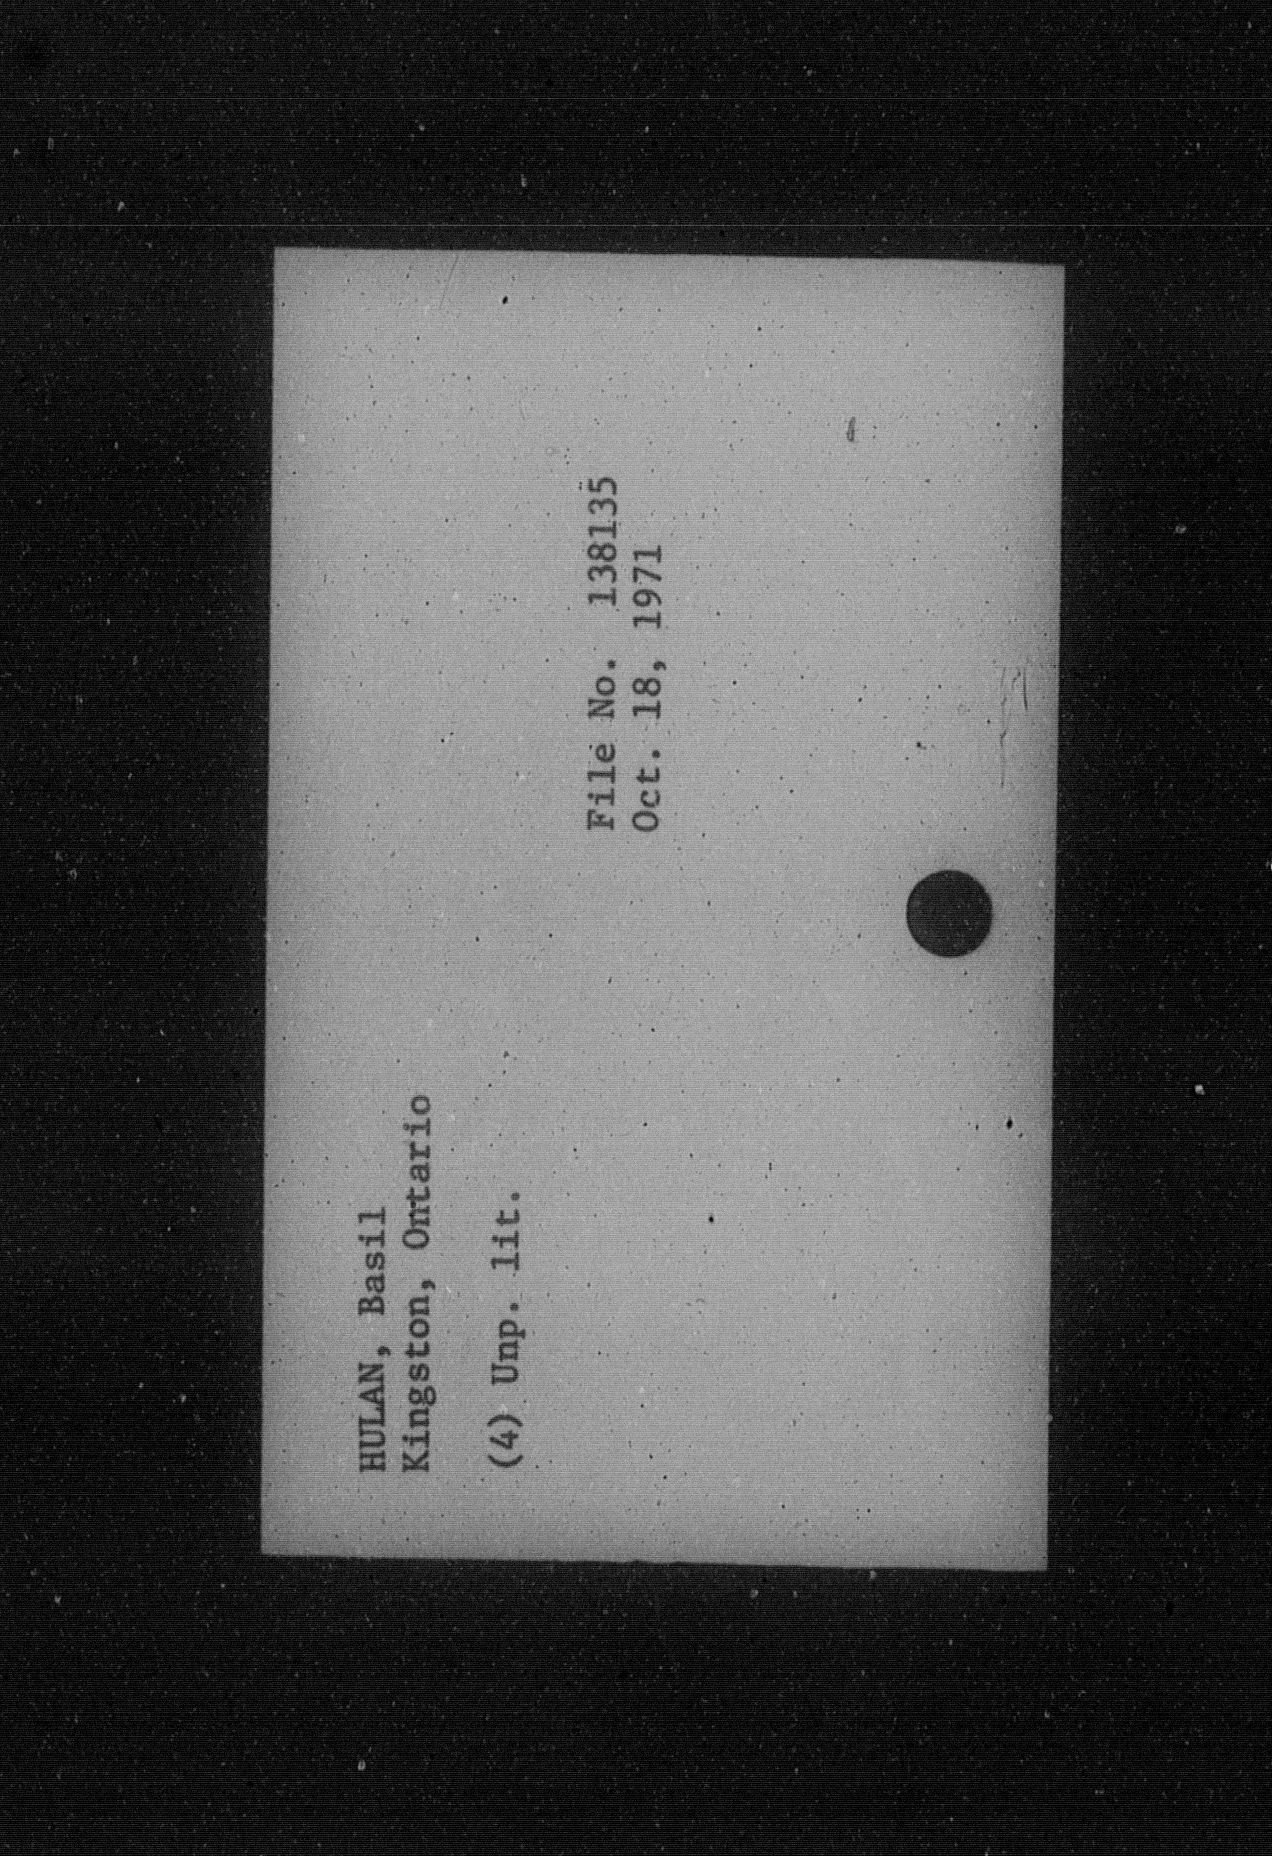 HULAN, Basil
Kingston, Ontario
(4) Unp. lit.
File No. 138135
Oct. 18, 1971